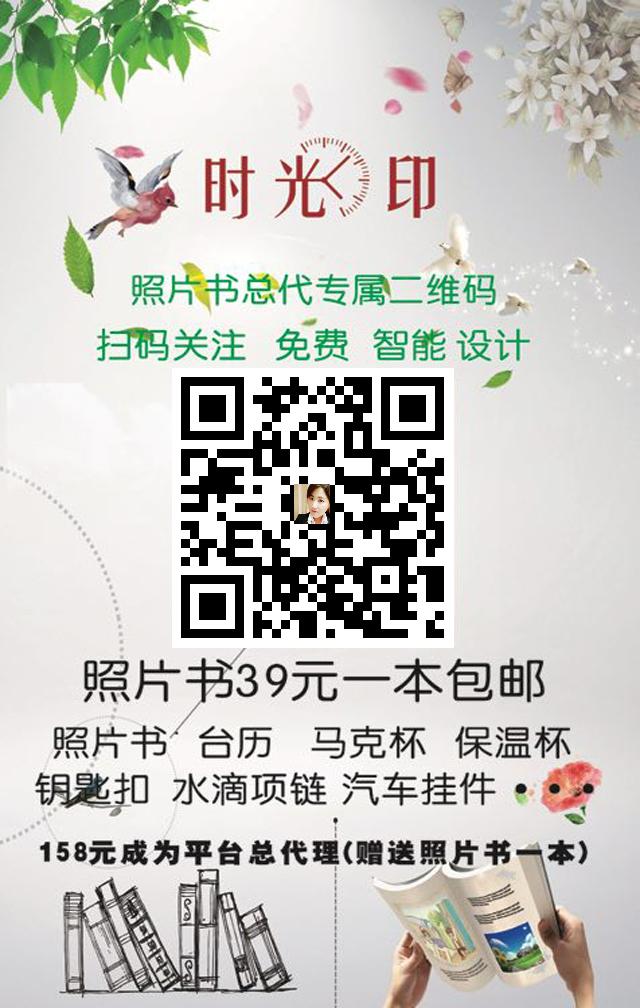 时光印
照片书总代专属二维码
扫码关注 免费 智能 设计
照片书39元一本包邮
照片书 台历 马克杯 保温杯
钥匙扣 水滴项链 汽车挂件
158元成为平台总代理(赠送照片书一本)